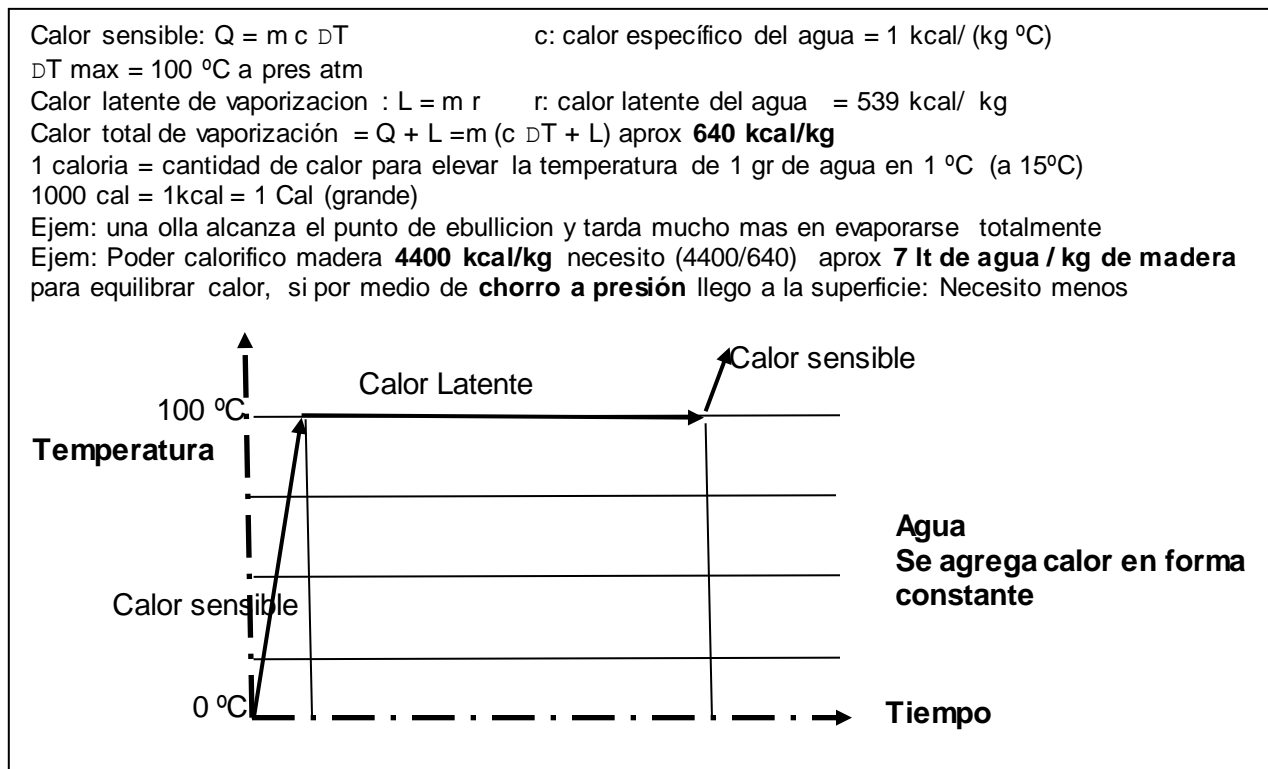 Calor sensible: Q = m c DT c: calor específico del agua = 1 kcal/ (kg ºC)
DT max = 100 ºC a pres atm
Calor latente de vaporizacion : L = m r r: calor latente del agua = 539 kcal/ kg
Calor total de vaporización = Q + L =m (c DT + L) aprox 640 kcal/kg
1 caloria = cantidad de calor para elevar la temperatura de 1 gr de agua en 1 ºC (a 15ºC)
1000 cal = 1kcal = 1 Cal (grande)
Ejem: una olla alcanza el punto de ebullicion y tarda mucho mas en evaporarse totalmente
Ejem: Poder calorifico madera 4400 kcal/kg necesito (4400/640) aprox 7 lt de agua / kg de madera
para equilibrar calor, si por medio de chorro a presión llego a la superficie: Necesito menos
Calor sensible
Calor Latente
100 ºC
Temperatura
Agua
Se agrega calor en forma
constante
Calor sensible
0 ºC
Tiempo